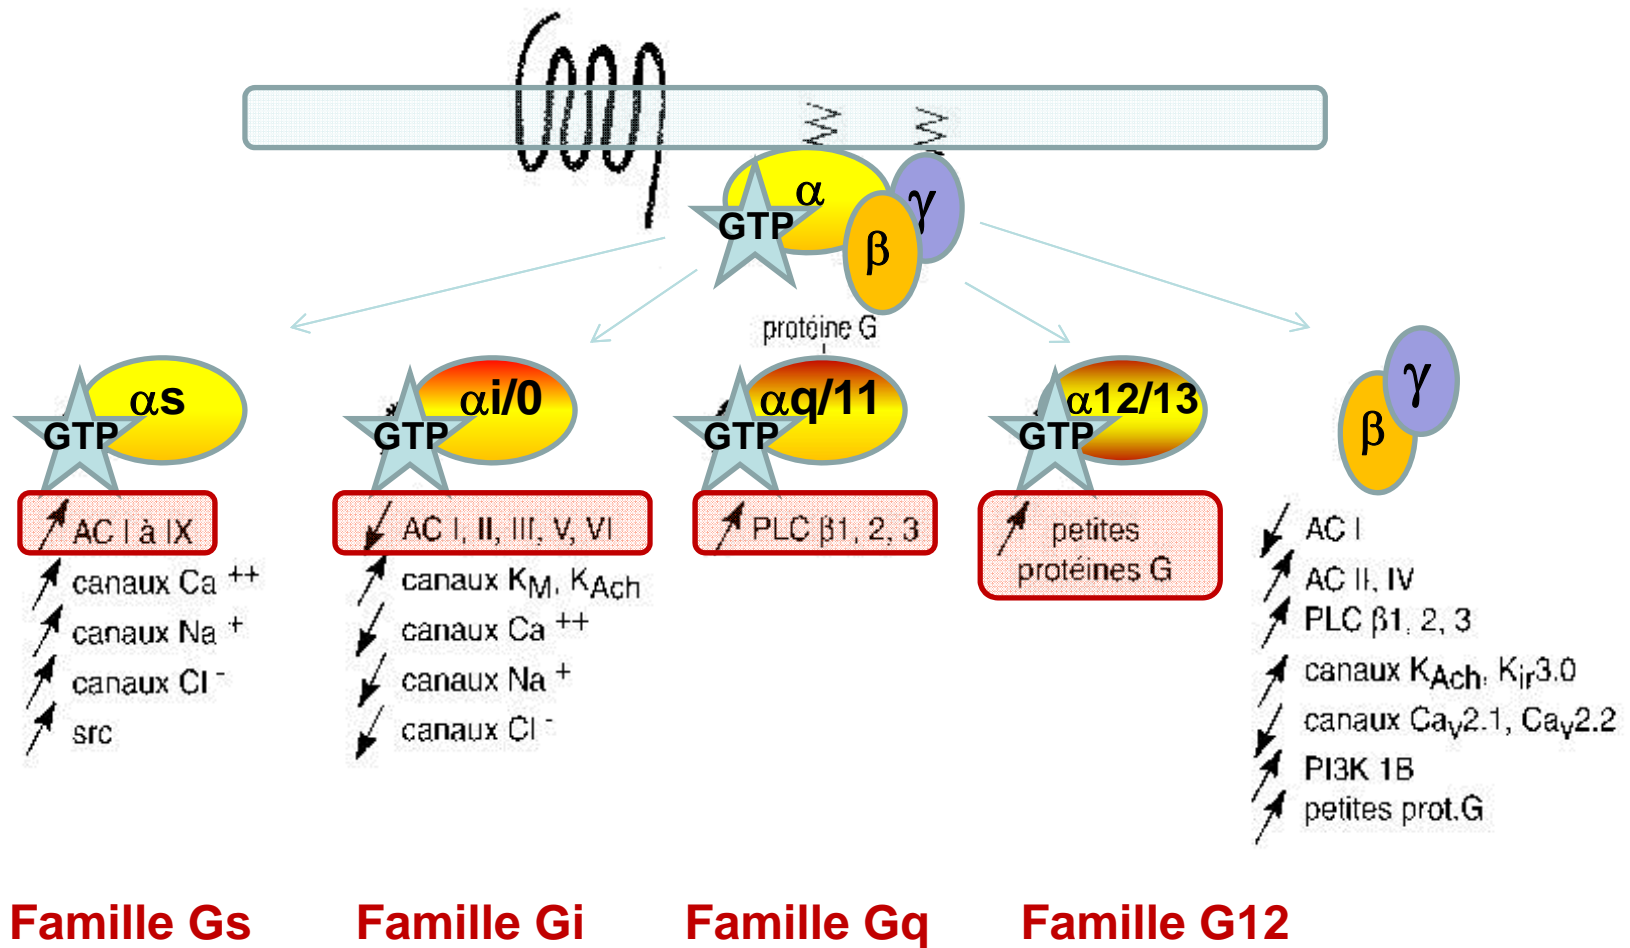 α
GTP
γ
β
protéine G
αs
GTP
AC I à IX
canaux Ca ++
canaux Na +
canaux Cl -
src
αi/0
GTP
AC I, II, III, V, VI
canaux KM, KAch
canaux Ca ++
canaux Na +
canaux Cl -
αq/11
GTP
PLC β1, 2, 3
α12/13
GTP
petites
protéines G
γ
β
AC I
AC II, IV
PLC β1, 2, 3
canaux KAch, Kir3.0
canaux Cav2.1, Cav2.2
PI3K 1B
petites prot.G
Famille Gs
Famille Gi
Famille Gq
Famille G12